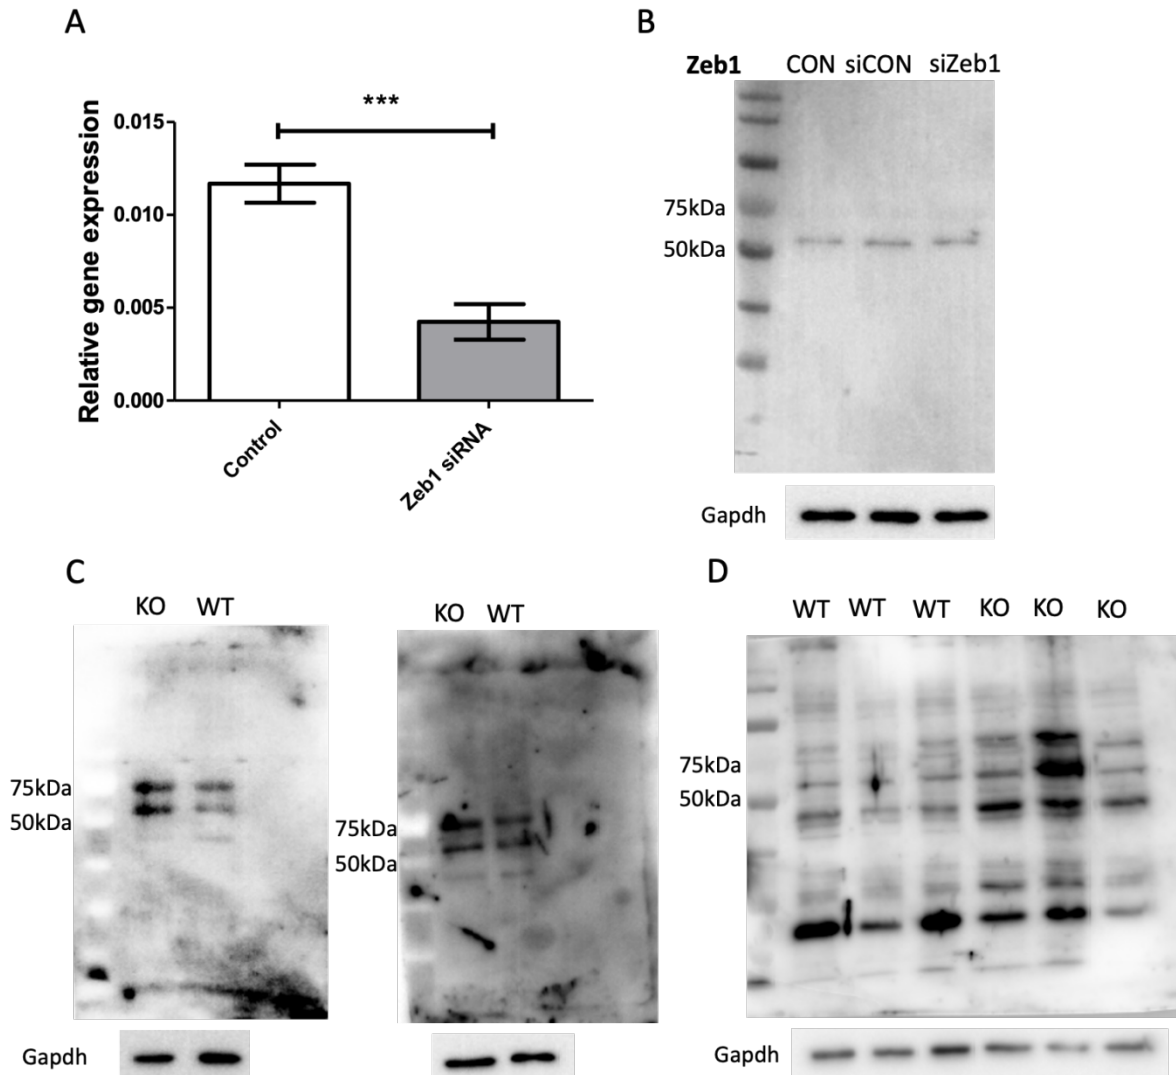 A
***
Relative gene expression
0.015
0.010
0.005
0.000
Control
Zeb1 siRNA
B
Zeb1 CON siCON siZeb1
75kDa
50kDa
Gapdh
C
KO WT
75kDa
50kDa
Gapdh
KO WT
75kDa
50kDa
D
WT WT WT KO KO KO
75kDa
50kDa
Gapdh